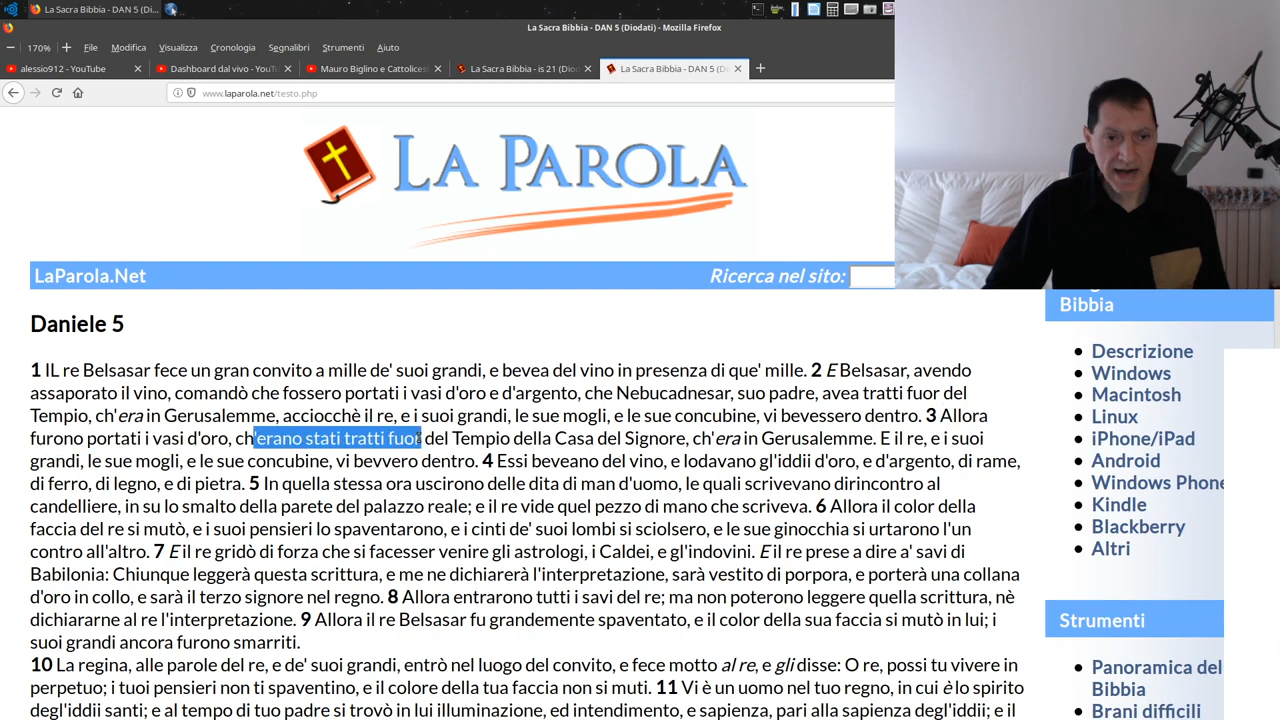 La Sacra Bibbia - DAN 5 (Di...
La Sacra Bibbia - DAN 5 (Diodati) - Mozilla Firefox
170%
File Modifica Visualizza Cronologia Segnalibri Strumenti Aiuto
alessio912 - YouTube
Dashboard dal vivo - YouTu
Mauro Biglino e Cattolices
La Sacra Bibbia - is 21 (Diod
La Sacra Bibbia - DAN 5 (D
www.laparola.net/testo.php
LA PAROLA
LaParola.Net
Ricerca nel sito:
Daniele 5
1 IL re Belsasar fece un gran convito a mille de' suoi grandi, e bevea del vino in presenza di que' mille. 2 E Belsasar, avendo
assaporato il vino, comandò che fossero portati i vasi d'oro e d'argento, che Nebucadnesar, suo padre, avea tratti fuor del
Tempio, ch'era in Gerusalemme, acciocchè il re, e i suoi grandi, le sue mogli, e le sue concubine, vi bevessero dentro. 3 Allora
furono portati i vasi d'oro, ch'erano stati tratti fuor del Tempio della Casa del Signore, ch'era in Gerusalemme. E il re, e i suoi
grandi, le sue mogli, e le sue concubine, vi bevvero dentro. 4 Essi beveano del vino, e lodavano gl'iddii d'oro, e d'argento, di rame,
di ferro, di legno, e di pietra. 5 In quella stessa ora uscirono delle dita di man d'uomo, le quali scrivevano dirincontro al
candelliere, in su lo smalto della parete del palazzo reale; e il re vide quel pezzo di mano che scriveva. 6 Allora il color della
faccia del re si mutò, e i suoi pensieri lo spaventarono, e i cinti de' suoi lombi si sciolsero, e le sue ginocchia si urtarono l'un
contro all'altro. 7 E il re gridò di forza che si facesser venire gli astrologi, i Caldei, e gl'indovini. E il re prese a dire a' savi di
Babilonia: Chiunque leggerà questa scrittura, e me ne dichiarerà l'interpretazione, sarà vestito di porpora, e porterà una collana
d'oro in collo, e sarà il terzo signore nel regno. 8 Allora entrarono tutti i savi del re; ma non poterono leggere quella scrittura, nè
dichiararne al re l'interpretazione. 9 Allora il re Belsasar fu grandemente spaventato, e il color della sua faccia si mutò in lui; i
suoi grandi ancora furono smarriti.
10 La regina, alle parole del re, e de' suoi grandi, entrò nel luogo del convito, e fece motto al re, e gli disse: O re, possi tu vivere in
perpetuo; i tuoi pensieri non ti spaventino, e il colore della tua faccia non si muti. 11 Vi è un uomo nel tuo regno, in cui è lo spirito
degl'iddii santi; e al tempo di tuo padre si trovò in lui illuminazione, ed intendimento, e sapienza, pari alla sapienza degl'iddii; e il
Bibbia
Descrizione
Windows
Macintosh
Linux
iPhone/iPad
Android
Windows Phone
Kindle
Blackberry
Altri
Strumenti
Panoramica del
Bibbia
Brani difficili